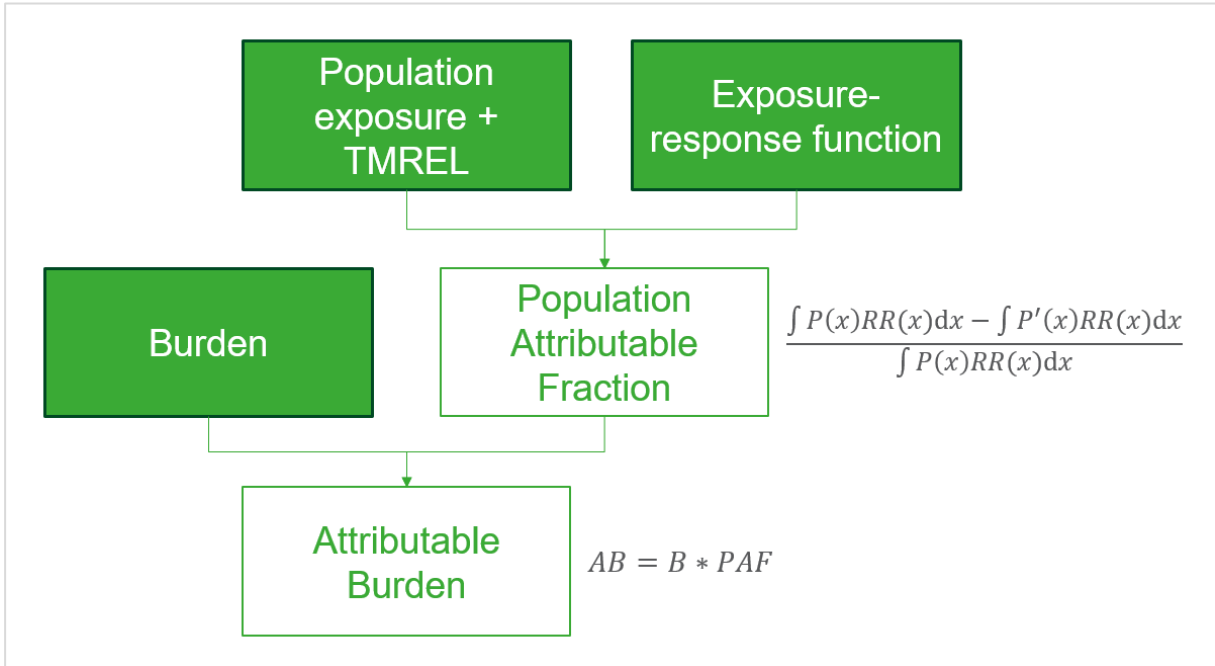 Population
exposure +
TMREL
Exposure-
response function
Burden
Population
Attributable
Fraction
∫ P(x)RR(x)dx − ∫ P′(x)RR(x)dx
∫ P(x)RR(x)dx
Attributable
Burden
AB = B ∗ PAF